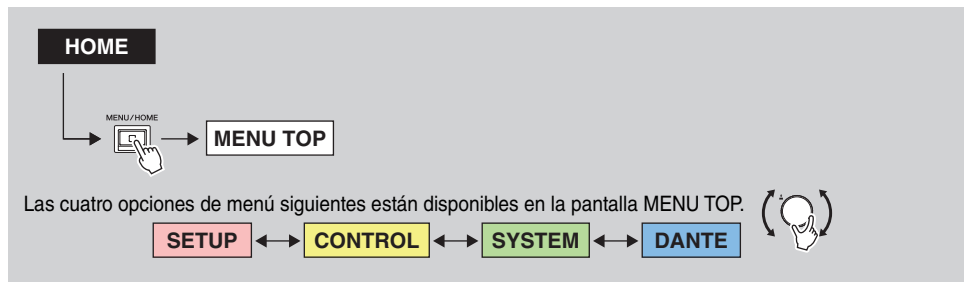 HOME
MENU/HOME
MENU TOP
Las cuatro opciones de menú siguientes están disponibles en la pantalla MENU TOP.
SETUP CONTROL SYSTEM DANTE